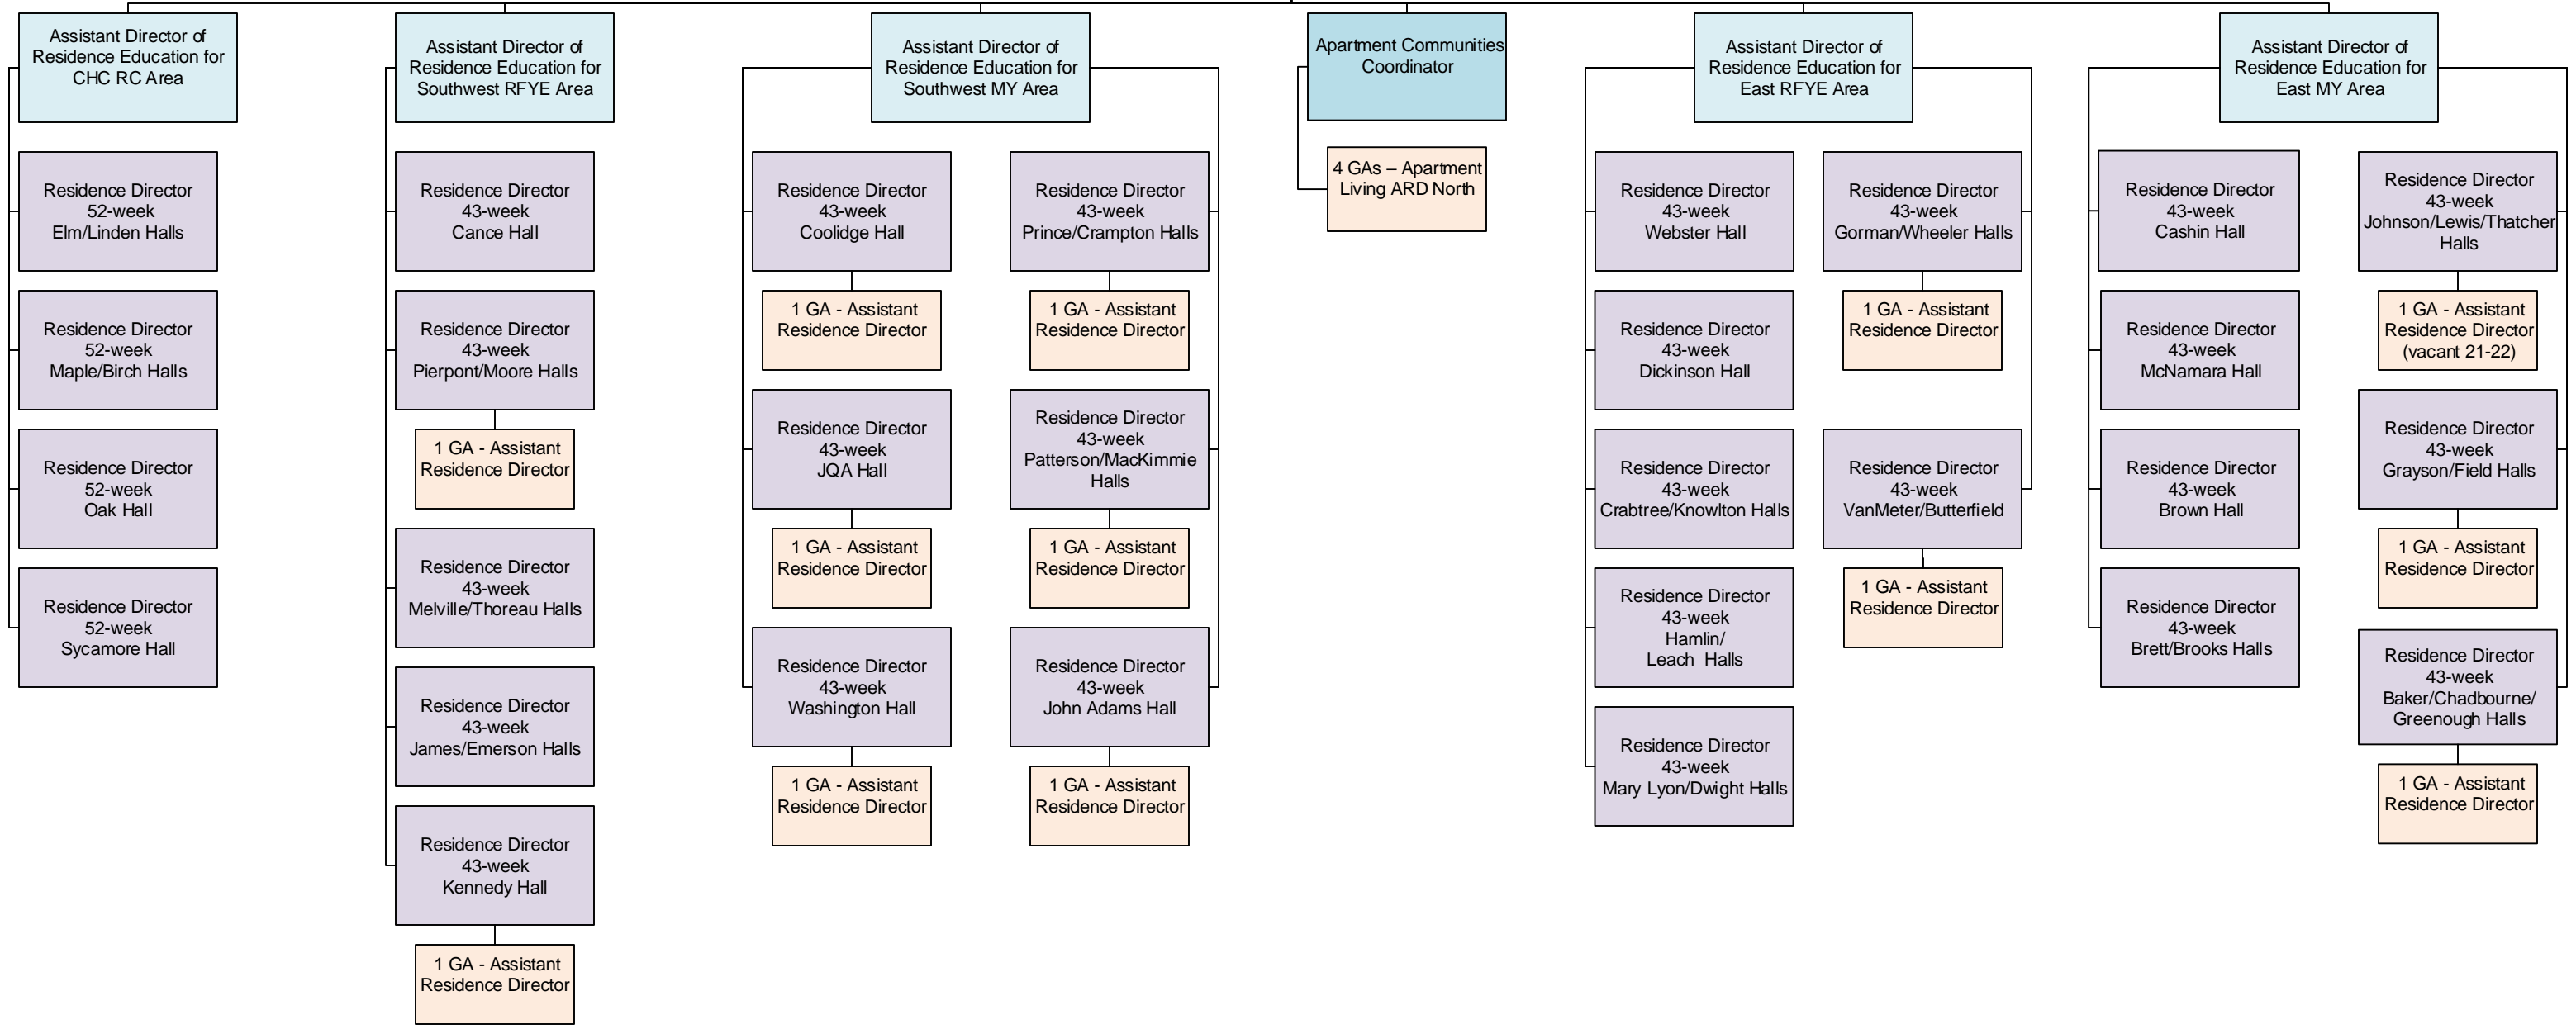 Assistant Director of
Residence Education for
CHC RC Area
Residence Director
52-week
Elm/Linden Halls
Residence Director
52-week
Maple/Birch Halls
Residence Director
52-week
Oak Hall
Residence Director
52-week
Sycamore Hall
Assistant Director of
Residence Education for
Southwest RFYE Area
Residence Director
43-week
Cance Hall
Residence Director
43-week
Pierpont/Moore Halls
1 GA - Assistant
Residence Director
Residence Director
43-week
Melville/Thoreau Halls
Residence Director
43-week
James/Emerson Halls
Residence Director
43-week
Kennedy Hall
1 GA - Assistant
Residence Director
Assistant Director of
Residence Education for
Southwest MY Area
Residence Director
43-week
Coolidge Hall
1 GA - Assistant
Residence Director
Residence Director
43-week
JQA Hall
1 GA - Assistant
Residence Director
Residence Director
43-week
Washington Hall
1 GA - Assistant
Residence Director
Residence Director
43-week
Prince/Crampton Halls
1 GA - Assistant
Residence Director
Residence Director
43-week
Patterson/MacKimmie
Halls
1 GA - Assistant
Residence Director
Residence Director
43-week
John Adams Hall
1 GA - Assistant
Residence Director
Apartment Communities
Coordinator
4 GAs – Apartment
Living ARD North
Assistant Director of
Residence Education for
East RFYE Area
Residence Director
43-week
Webster Hall
Residence Director
43-week
Dickinson Hall
Residence Director
43-week
Crabtree/Knowlton Halls
Residence Director
43-week
Hamlin/
Leach Halls
Residence Director
43-week
Mary Lyon/Dwight Halls
Residence Director
43-week
Gorman/Wheeler Halls
1 GA - Assistant
Residence Director
Residence Director
43-week
VanMeter/Butterfield
1 GA - Assistant
Residence Director
Assistant Director of
Residence Education for
East MY Area
Residence Director
43-week
Cashin Hall
Residence Director
43-week
McNamara Hall
Residence Director
43-week
Brown Hall
Residence Director
43-week
Brett/Brooks Halls
Residence Director
43-week
Johnson/Lewis/Thatcher
Halls
1 GA - Assistant
Residence Director
(vacant 21-22)
Residence Director
43-week
Grayson/Field Halls
1 GA - Assistant
Residence Director
Residence Director
43-week
Baker/Chadbourne/
Greenough Halls
1 GA - Assistant
Residence Director